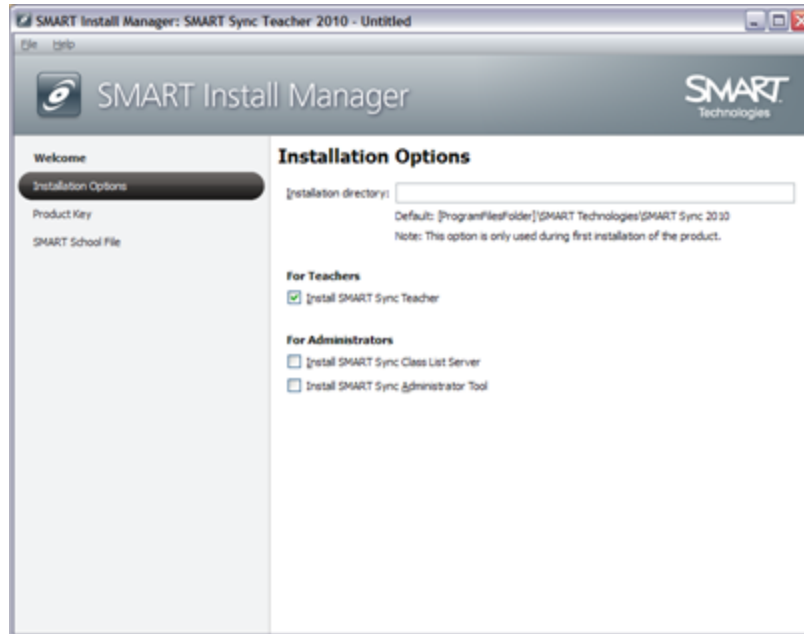 SMART Install Manager: SMART Sync Teacher 2010 - Untitled
File Help
SMART Install Manager
SMART
Technologies
Welcome
Installation Options
Product Key
SMART School File
Installation Options
Installation directory:
Default: [ProgramFilesFolder]\SMART Technologies\SMART Sync 2010
Note: This option is only used during first installation of the product.
For Teachers
Install SMART Sync Teacher
For Administrators
Install SMART Sync Class List Server
Install SMART Sync Administrator Tool